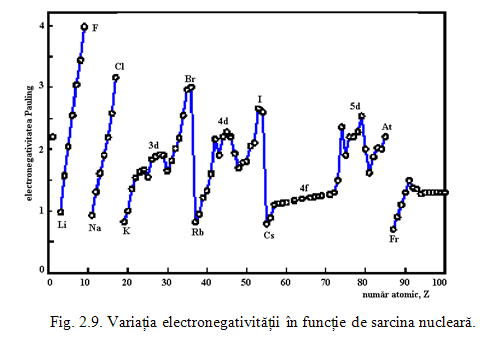 electronegativitatea Pauling
4
3
2
1
0
F
Cl
Br
I
3d
4d
5d
4f
At
Li
Na
K
Rb
Cs
Fr
0 10 20 30 40 50 60 70 80 90 100
număr atomic, Z
Fig. 2.9. Variația electronegativității în funcție de sarcina nucleară.